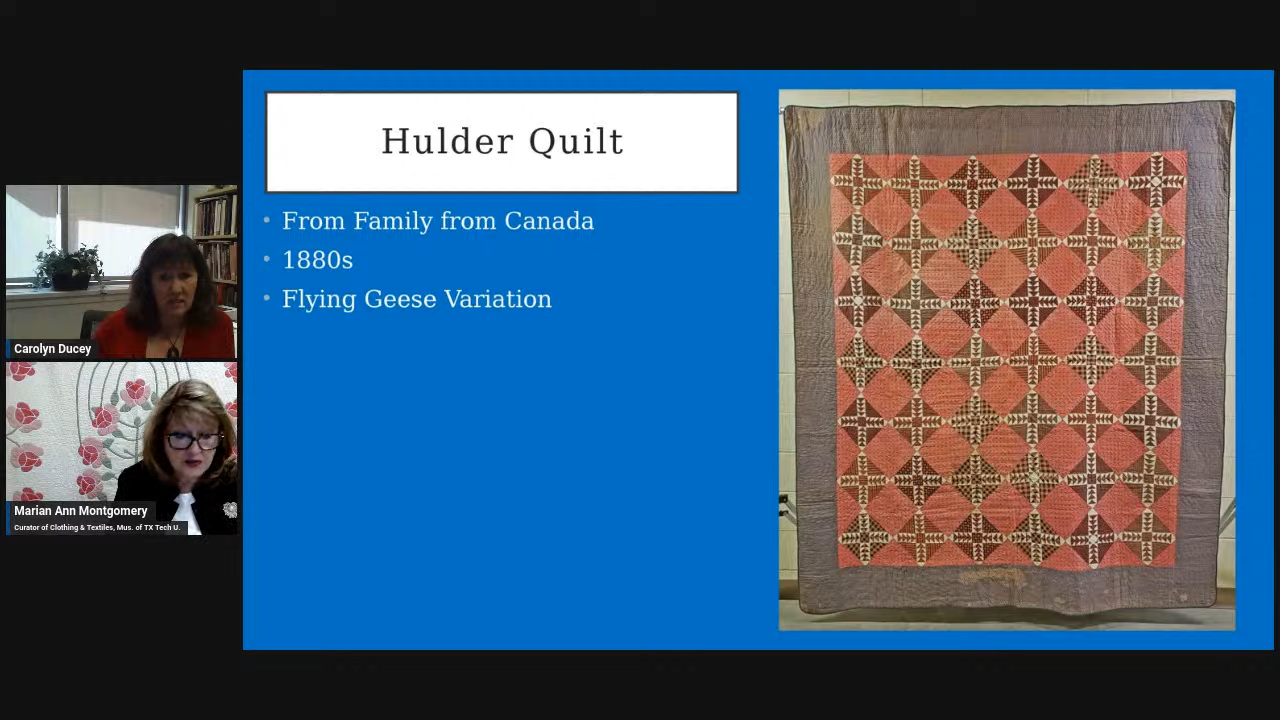 Hulder Quilt
From Family from Canada
1880s
Flying Geese Variation
Carolyn Ducey
Marian Ann Montgomery
Curator of Clothing & Textiles, Mus. of TX Tech U.